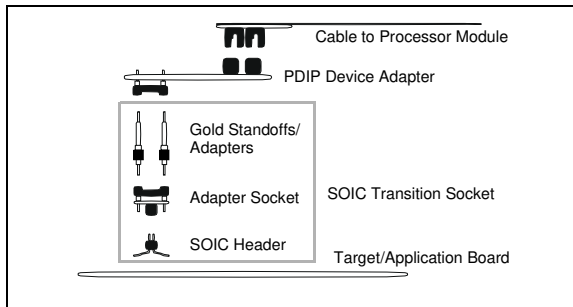 Cable to Processor Module
PDIP Device Adapter
Gold Standoffs/
Adapters
Adapter Socket
SOIC Transition Socket
SOIC Header
Target/Application Board